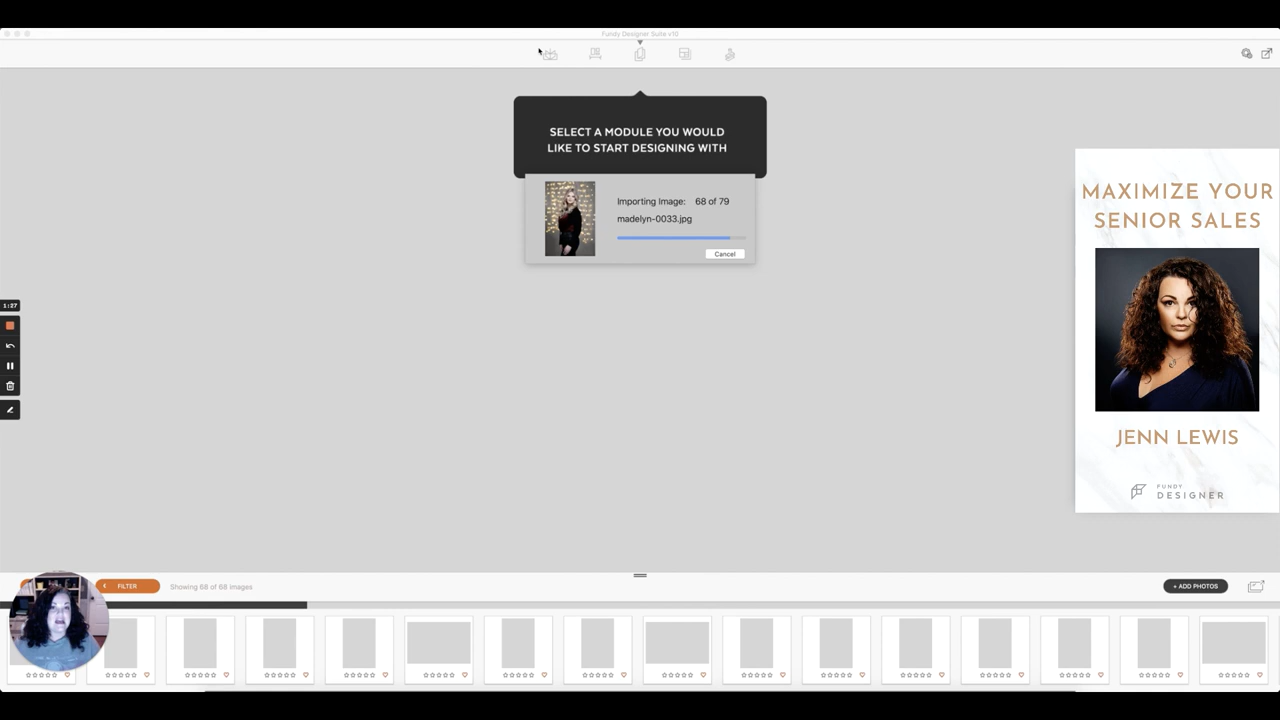 Fundy Designer Suite v10
SELECT A MODULE YOU WOULD
LIKE TO START DESIGNING WITH
Importing Image: 68 of 79
madelyn-0033.jpg
Cancel
MAXIMIZE YOUR
SENIOR SALES
JENN LEWIS
FUNDY
DESIGNER
1:27
FILTER
Showing 68 of 68 images
+ ADD PHOTOS